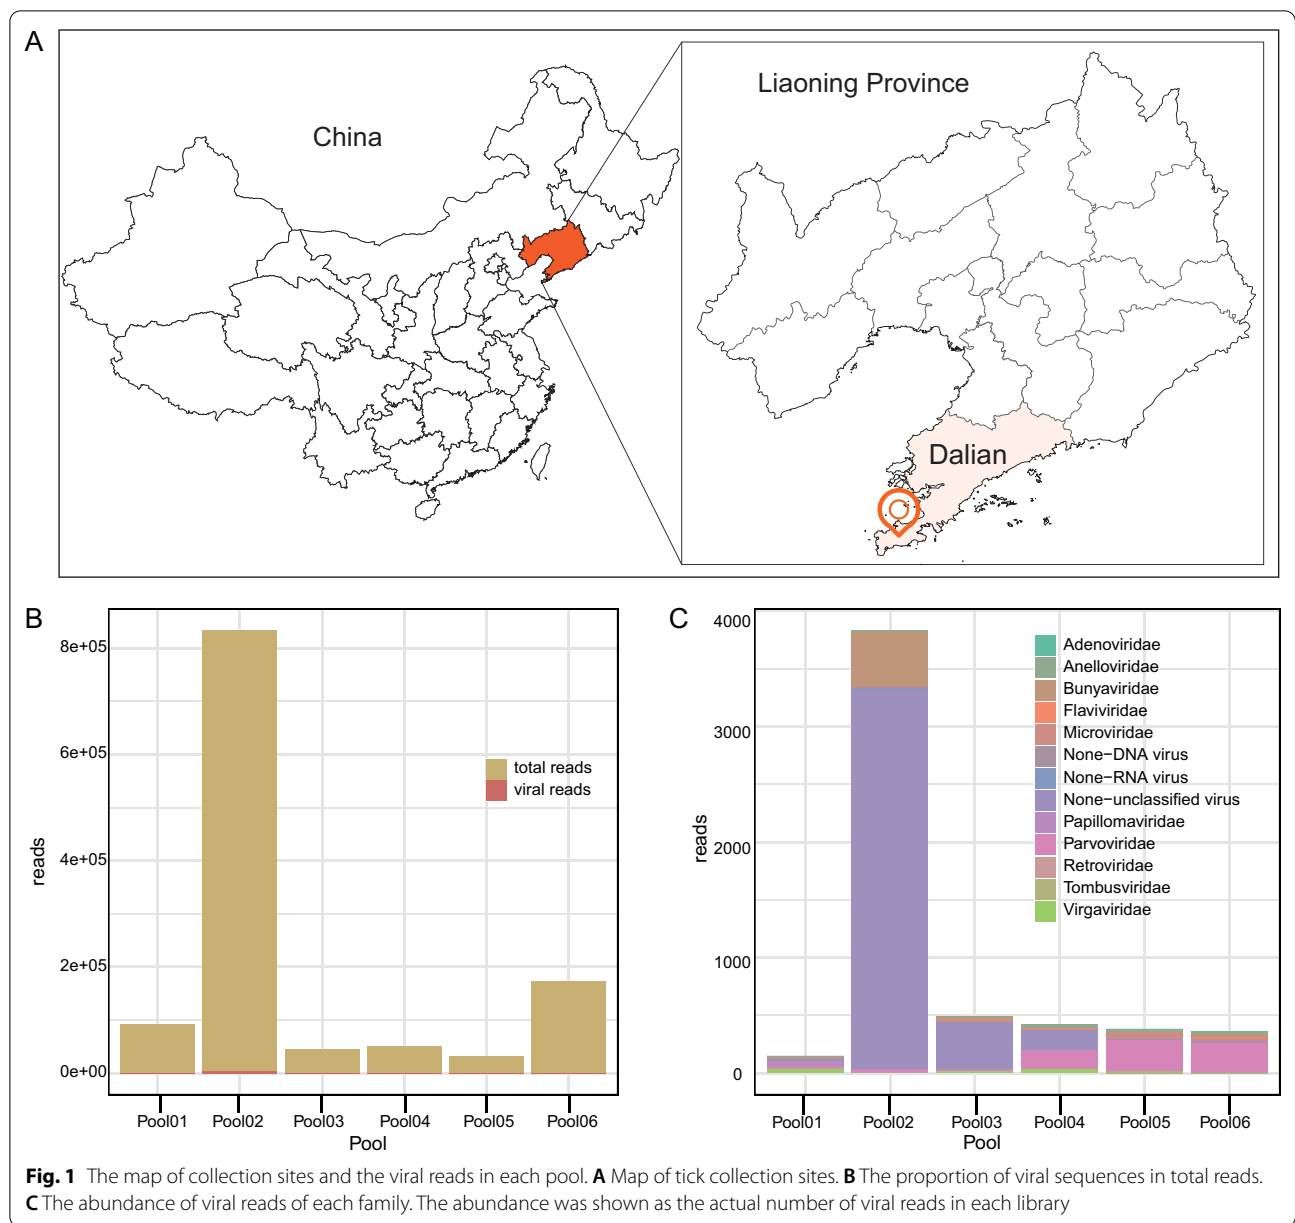 A
China
Liaoning Province
Dalian
B
8e+05
6e+05
4e+05
2e+05
0e+00
reads
total reads
viral reads
Pool01 Pool02 Pool03 Pool04 Pool05 Pool06
Pool
C
4000
3000
2000
1000
0
reads
Adenoviridae
Anelloviridae
Bunyaviridae
Flaviviridae
Microviridae
None−DNA virus
None−RNA virus
None−unclassified virus
Papillomaviridae
Parvoviridae
Retroviridae
Tombusviridae
Virgaviridae
Pool01 Pool02 Pool03 Pool04 Pool05 Pool06
Pool
Fig. 1 The map of collection sites and the viral reads in each pool. A Map of tick collection sites. B The proportion of viral sequences in total reads.
C The abundance of viral reads of each family. The abundance was shown as the actual number of viral reads in each library